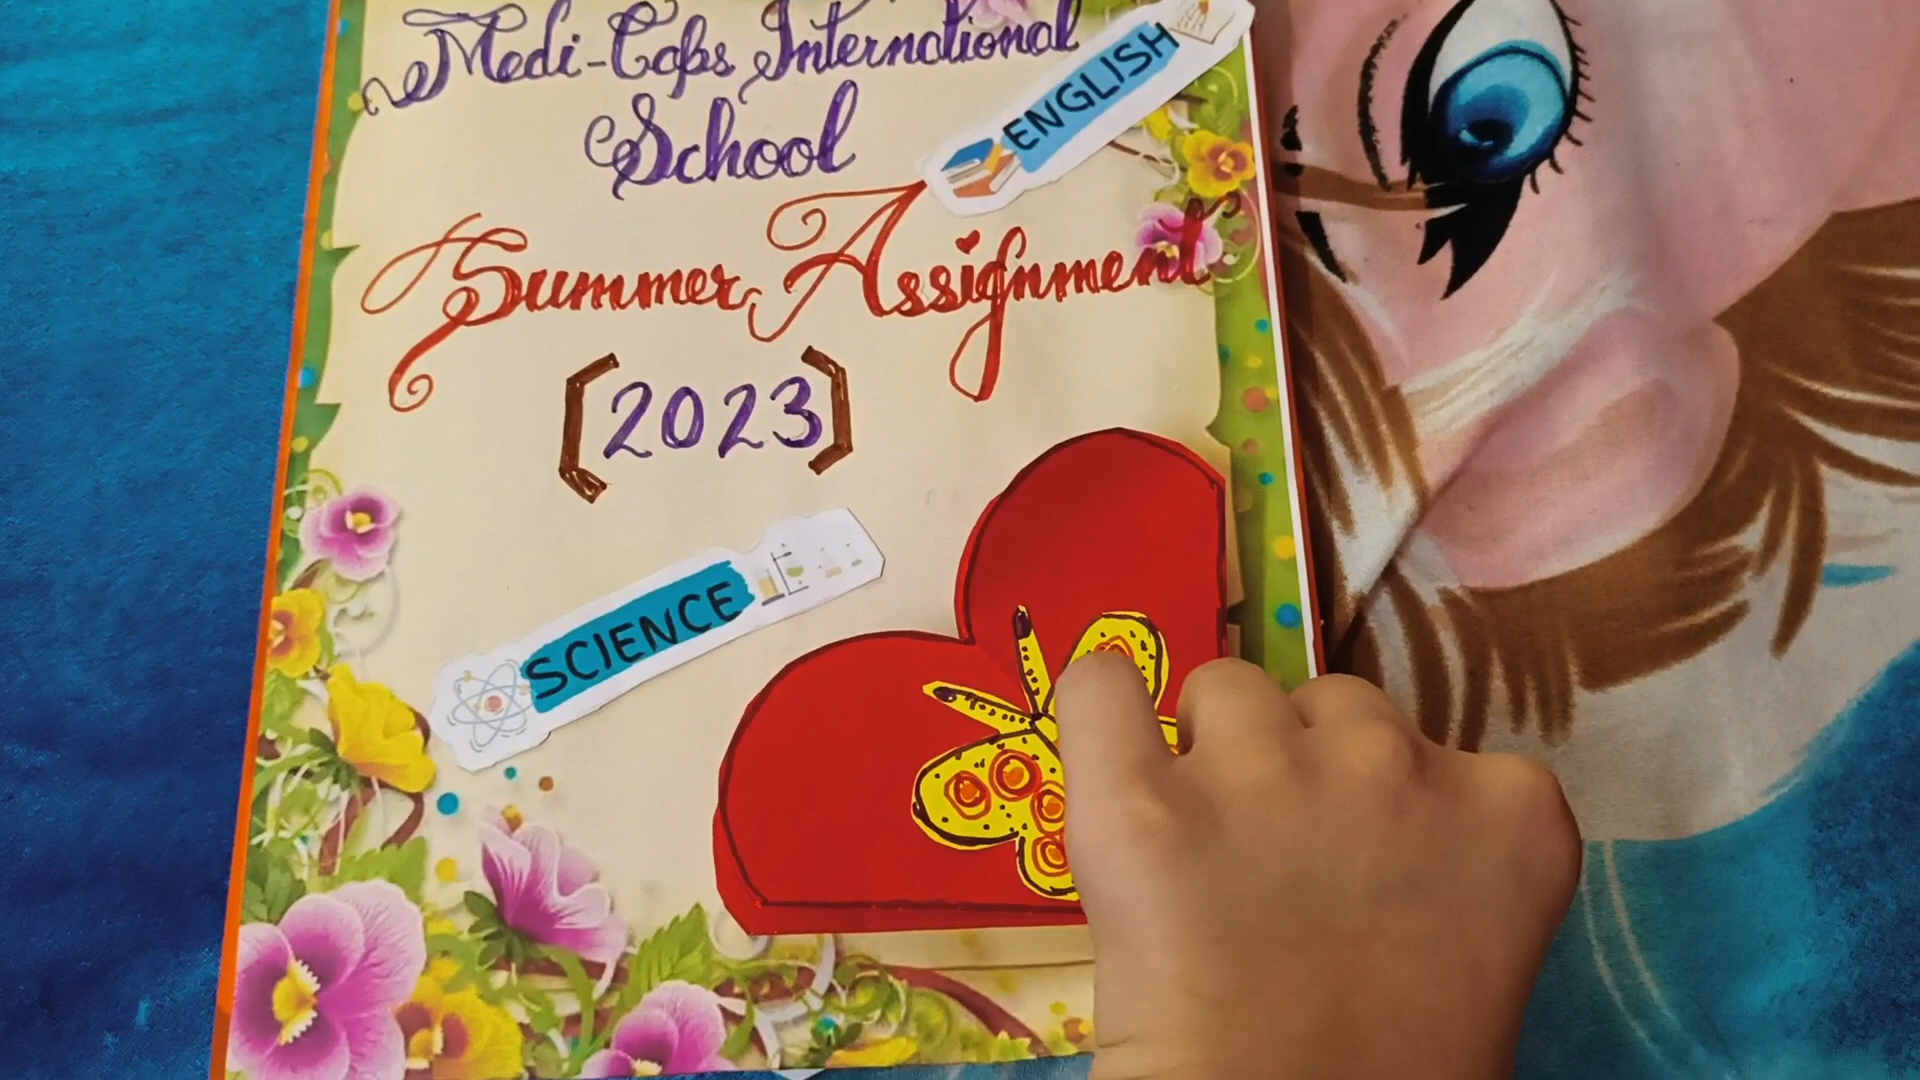 Medi-Caps International
School
ENGLISH
Summer Assignment
[2023]
SCIENCE